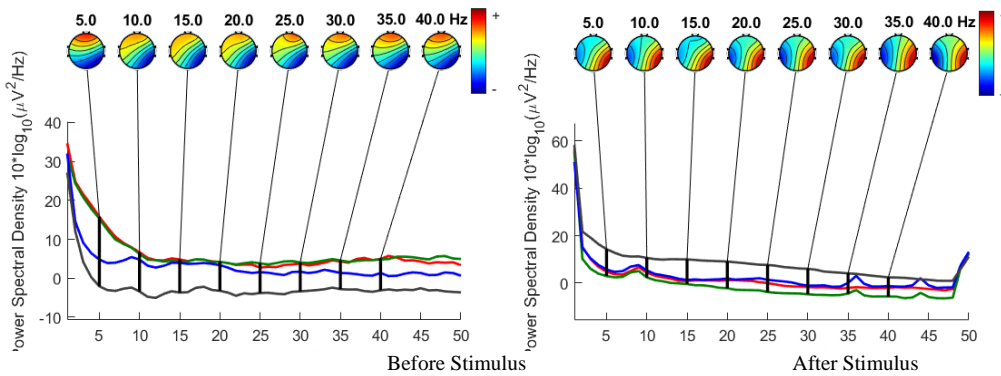 5.0 10.0 15.0 20.0 25.0 30.0 35.0 40.0 Hz
+
-
Power Spectral Density 10*log10(μV2/Hz)
40
30
20
10
0
-10
5 10 15 20 25 30 35 40 45 50
Before Stimulus
5.0 10.0 15.0 20.0 25.0 30.0 35.0 40.0 Hz
Power Spectral Density 10*log10(μV2/Hz)
60
40
20
0
5 10 15 20 25 30 35 40 45 50
After Stimulus